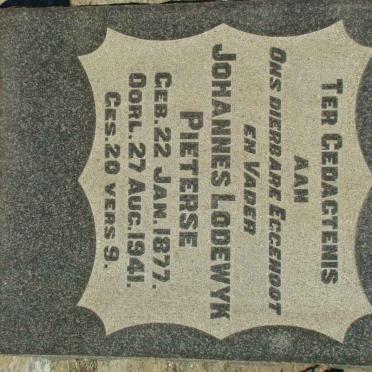 TER GEDACTENIS
AAN
ONS DIERBARE EGGENOOT
EN VADER
JOHANNES LODEWYK
PIETERSE
GEB. 22 JAN. 1877.
OORL. 27 AUG. 1941.
GES. 20 VERS 9.